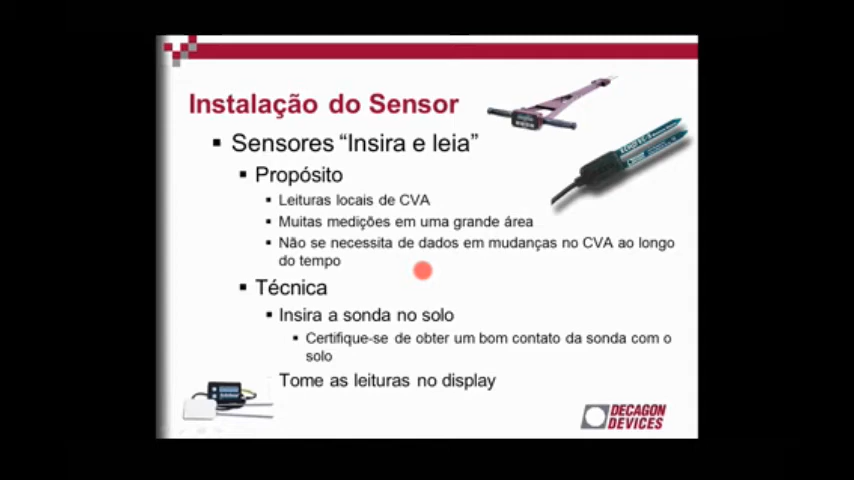 Instalação do Sensor
Sensores “Insira e leia”
Propósito
Leituras locais de CVA
Muitas medições em uma grande área
Não se necessita de dados em mudanças no CVA ao longo
do tempo
Técnica
Insira a sonda no solo
Certifique-se de obter um bom contato da sonda com o
solo
Tome as leituras no display
DECAGON
DEVICES